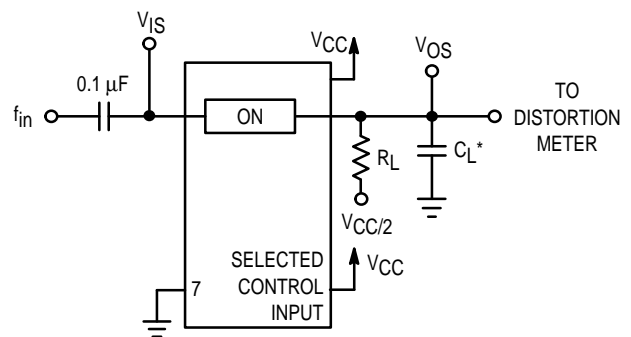 VIS
VCC
VOS
0.1 µF
fin
ON
TO
DISTORTION
METER
RL
CL*
VCC/2
SELECTED
CONTROL
INPUT
VCC
7